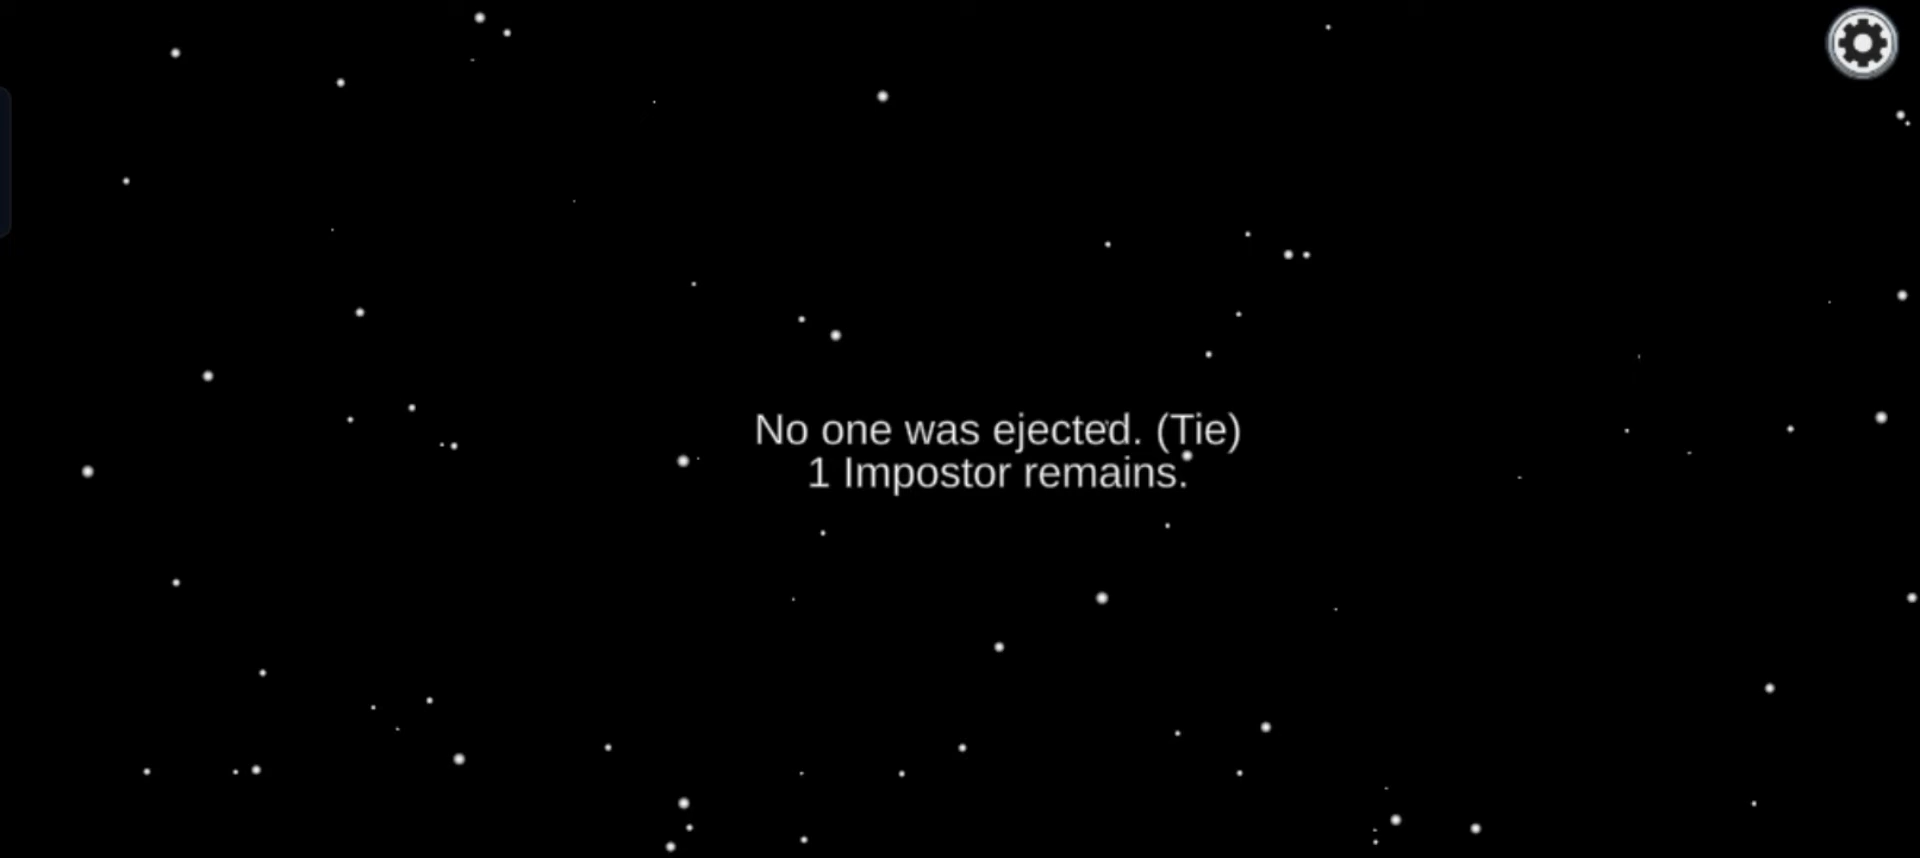 No one was ejected. (Tie)
1 Impostor remains.